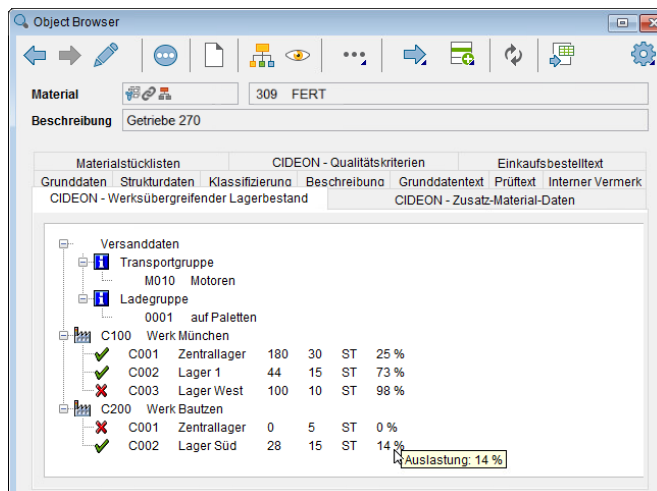 Object Browser
Material 309 FERT
Beschreibung Getriebe 270
Materialstücklisten CIDEON - Qualitätskriterien Einkaufsbestelltext
Grunddaten Strukturdaten Klassifizierung Beschreibung Grunddatentext Prüftext Interner Vermerk
CIDEON - Werksübergreifender Lagerbestand CIDEON - Zusatz-Material-Daten
Versanddaten
Transportgruppe
M010 Motoren
Ladegruppe
0001 auf Paletten
C100 Werk München
C001 Zentrallager 180 30 ST 25 %
C002 Lager 1 44 15 ST 73 %
C003 Lager West 100 10 ST 98 %
C200 Werk Bautzen
C001 Zentrallager 0 5 ST 0 %
C002 Lager Süd 28 15 ST 14 %
Auslastung: 14 %